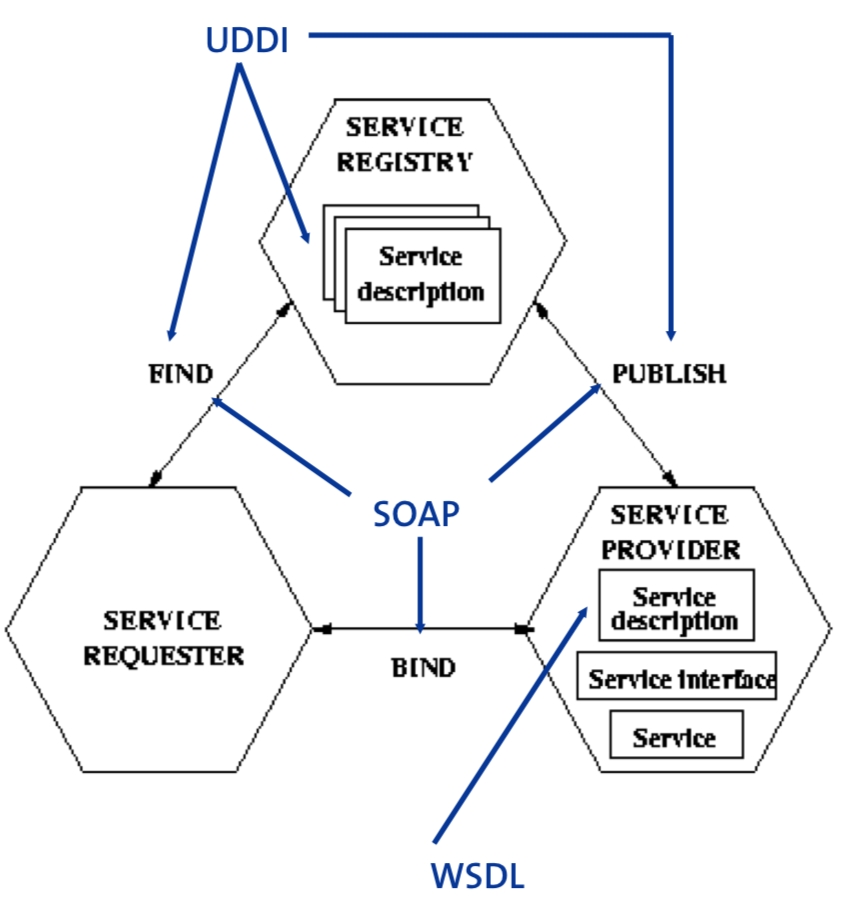 UDDI
SERVICE
REGISTRY
Service
description
FIND
PUBLISH
SOAP
SERVICE
PROVIDER
Service
description
SERVICE
REQUESTER
BIND
Service interface
Service
WSDL